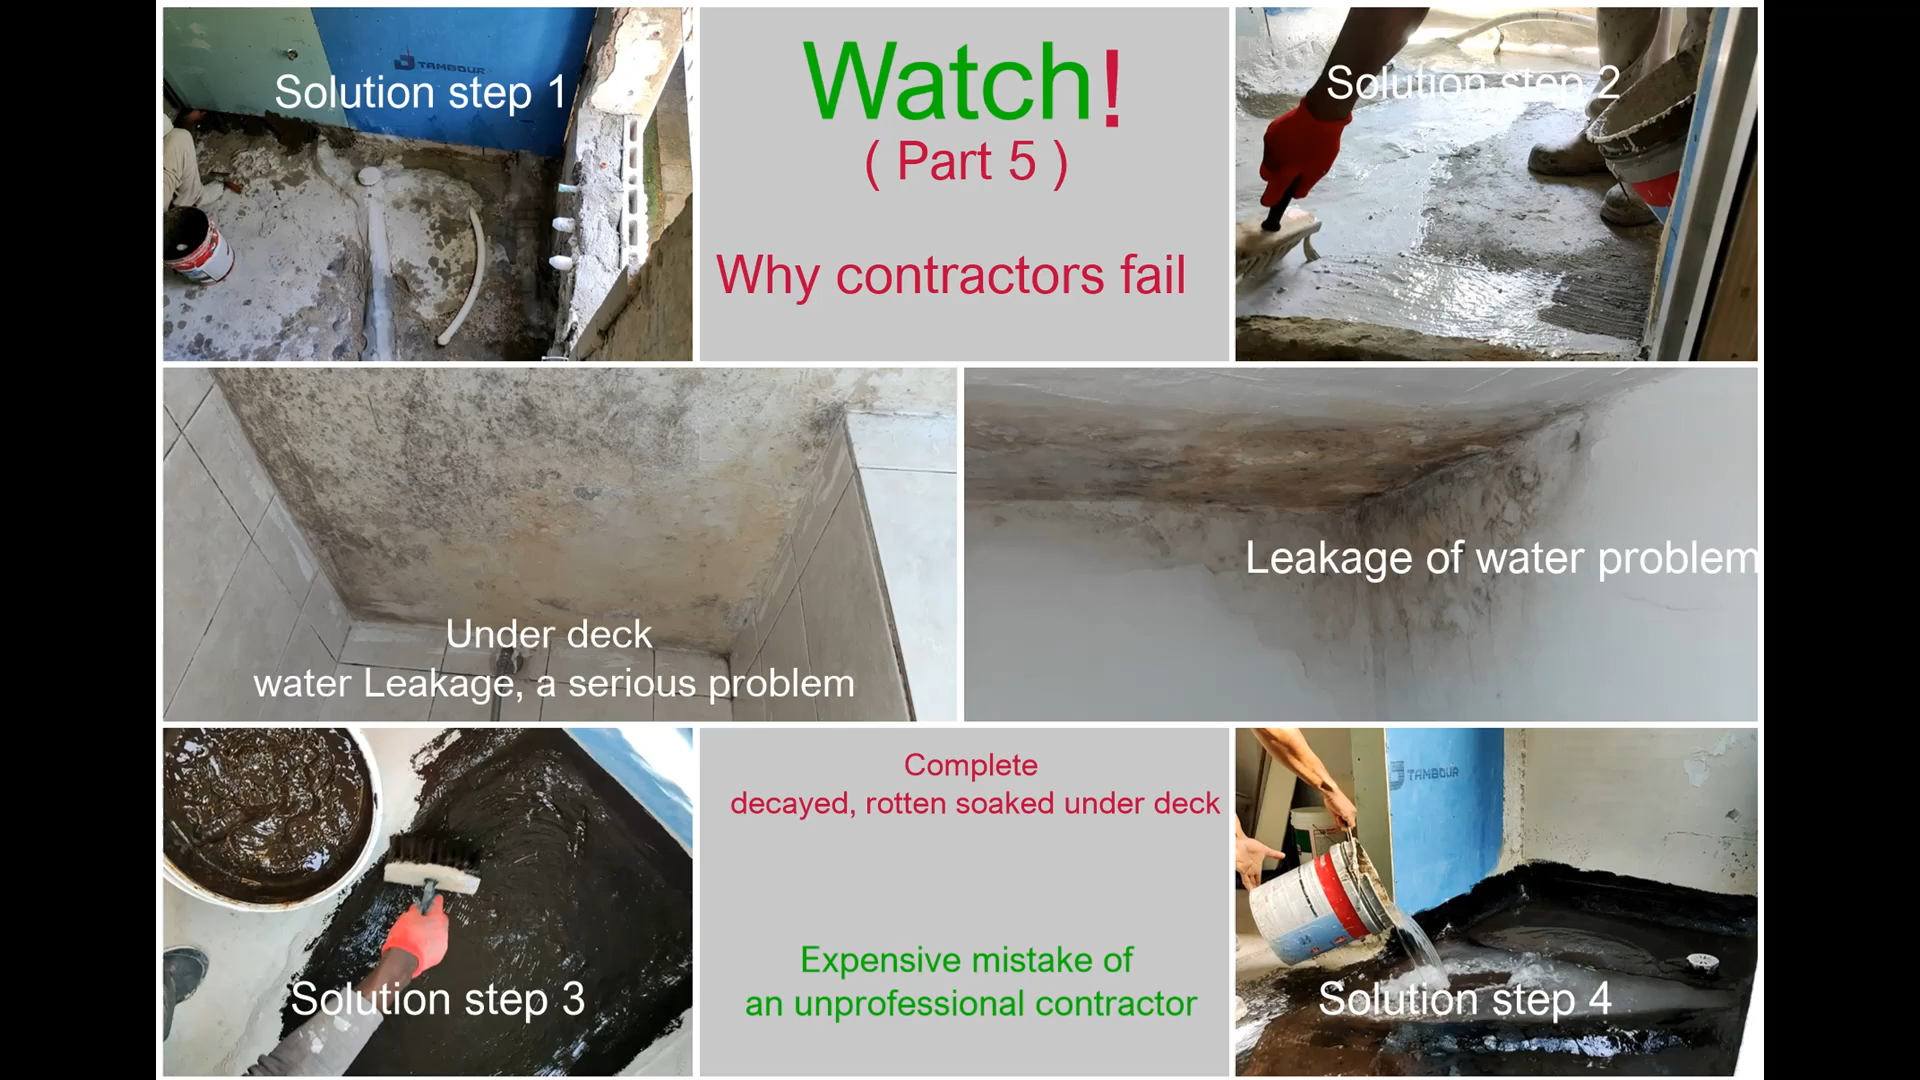 TAMBOUR
Solution step 1
Watch!
( Part 5 )
Why contractors fail
Solution step 2
Under deck
water Leakage, a serious problem
Leakage of water problem
Solution step 3
Complete
decayed, rotten soaked under deck
Expensive mistake of
an unprofessional contractor
TAMBOUR
Solution step 4